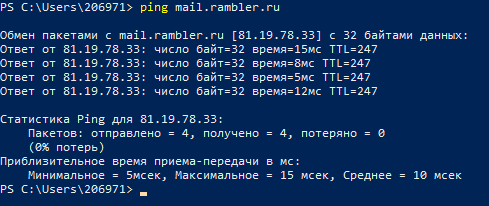 PS C:\Users\206971> ping mail.rambler.ru
Обмен пакетами с mail.rambler.ru [81.19.78.33] с 32 байтами данных:
Ответ от 81.19.78.33: число байт=32 время=15мс TTL=247
Ответ от 81.19.78.33: число байт=32 время=8мс TTL=247
Ответ от 81.19.78.33: число байт=32 время=5мс TTL=247
Ответ от 81.19.78.33: число байт=32 время=12мс TTL=247
Статистика Ping для 81.19.78.33:
Пакетов: отправлено = 4, получено = 4, потеряно = 0
(0% потерь)
Приблизительное время приема-передачи в мс:
Минимальное = 5мсек, Максимальное = 15 мсек, Среднее = 10 мсек
PS C:\Users\206971> _